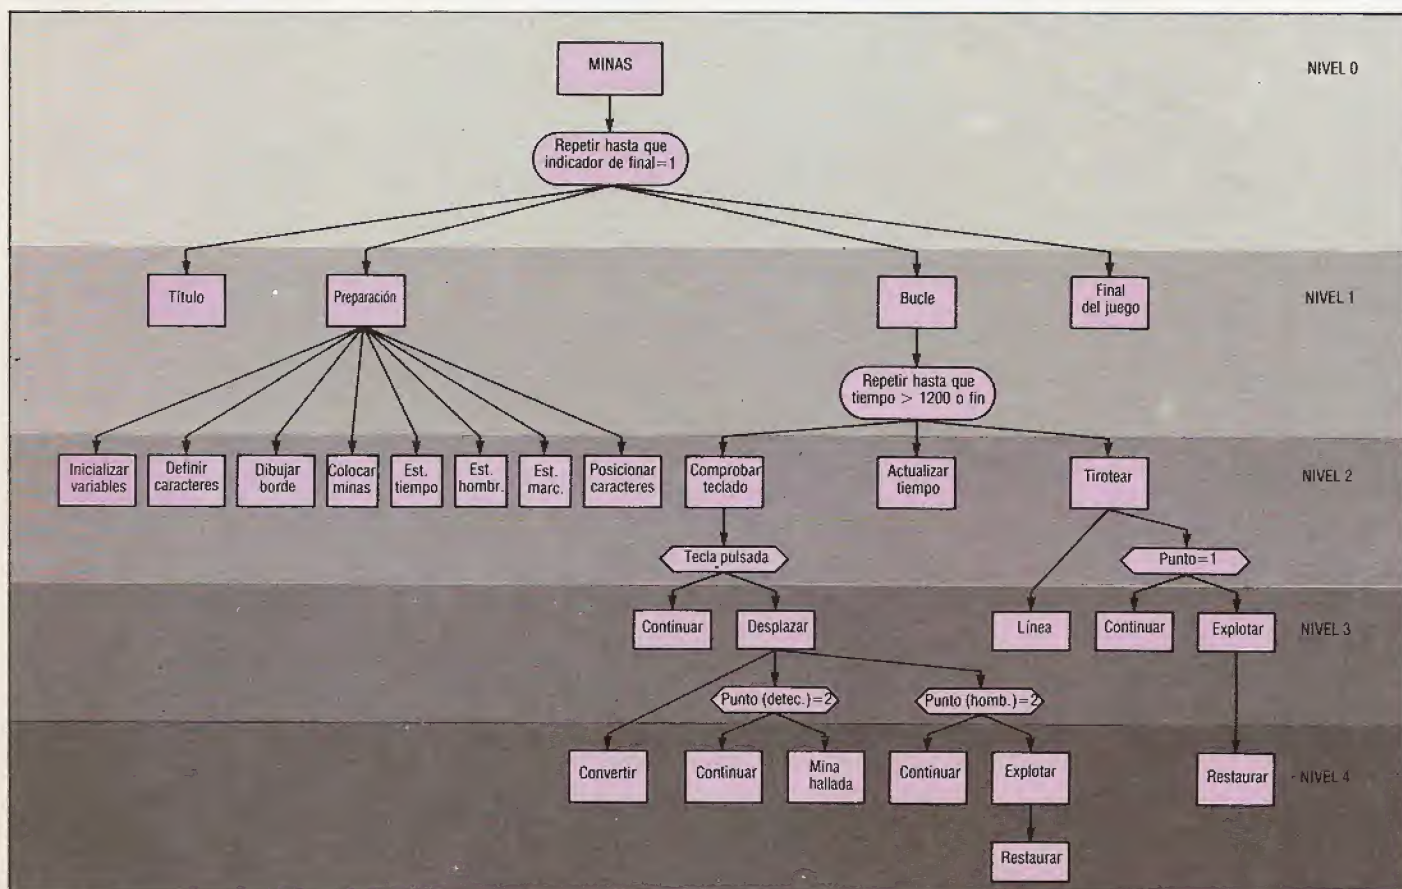 MINAS
NIVEL 0
Repetir hasta que
indicador de final=1
Título
Preparación
Bucle
Final
del juego
NIVEL 1
Repetir hasta que
tiempo > 1200 o fin
Inicializar
variables
Definir
caracteres
Dibujar
borde
Colocar
minas
Est.
tiempo
Est.
hombr.
Est.
marc.
Posicionar
caracteres
Comprobar
teclado
Actualizar
tiempo
Tirotear
NIVEL 2
Tecla pulsada
Punto=1
Continuar
Desplazar
Línea
Continuar
Explotar
NIVEL 3
Punto (detec.)=2
Punto (homb.)=2
Convertir
Continuar
Mina
hallada
Continuar
Explotar
Restaurar
NIVEL 4
Restaurar